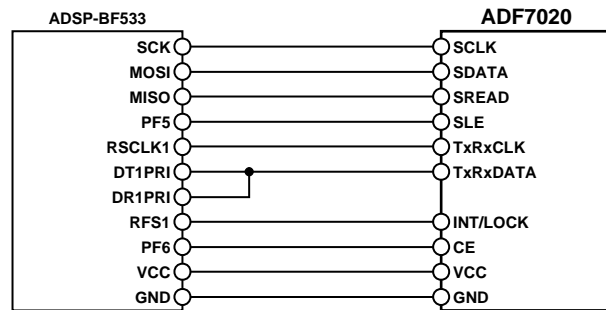 ADSP-BF533
ADF7020
SCK
SCLK
MOSI
SDATA
MISO
SREAD
PF5
SLE
RSCLK1
TxRxCLK
DT1PRI
TxRxDATA
DR1PRI
RFS1
INT/LOCK
PF6
CE
VCC
VCC
GND
GND